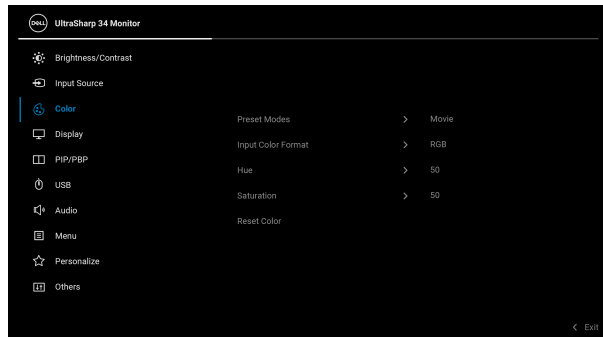 DELL UltraSharp 34 Monitor
Brightness/Contrast
Input Source
Color
Display
PIP/PBP
USB
Audio
Menu
Personalize
Others
Preset Modes > Movie
Input Color Format > RGB
Hue > 50
Saturation > 50
Reset Color
< Exit